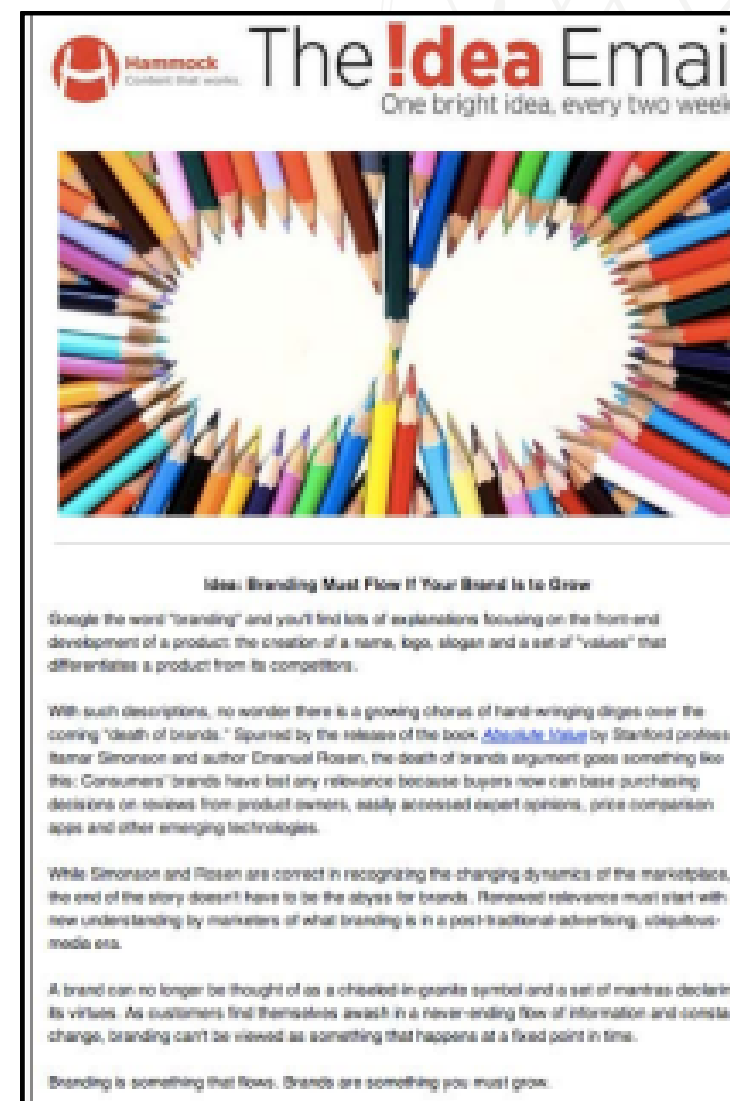 Hammock
Content that works.
The !dea Emai
One bright idea, every two week
Idea: Branding Must Flow If Your Brand Is to Grow
Google the word "branding" and you'll find lots of explanations focusing on the front-end
development of a product: the creation of a name, logo, slogan and a set of "values" that
differentiates a product from its competitors.
With such descriptions, no wonder there is a growing chorus of hand-wringing dirges over the
coming "death of brands." Spurred by the release of the book Absolute Value by Stanford profess
Itamar Simonson and author Emanuel Rosen, the death of brands argument goes something like
this: Consumers' brands have lost any relevance because buyers now can base purchasing
decisions on reviews from product owners, easily accessed expert opinions, price comparison
apps and other emerging technologies.
While Simonson and Rosen are correct in recognizing the changing dynamics of the marketplace,
the end of the story doesn't have to be the abyss for brands. Renewed relevance must start with
new understanding by marketers of what branding is in a post-traditional-advertising, ubiquitous-
media era.
A brand can no longer be thought of as a chiseled-in-granite symbol and a set of mantras declarin
its virtues. As customers find themselves awash in a never-ending flow of information and consta
change, branding can't be viewed as something that happens at a fixed point in time.
Branding is something that flows. Brands are something you must grow.